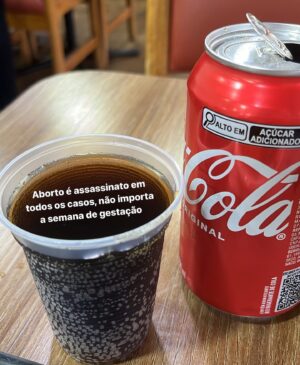 Aborto é assassinato em
todos os casos, não importa
a semana de gestação
ALTO EM
AÇÚCAR
ADICIONADO
Coca-Cola
ORIGINAL